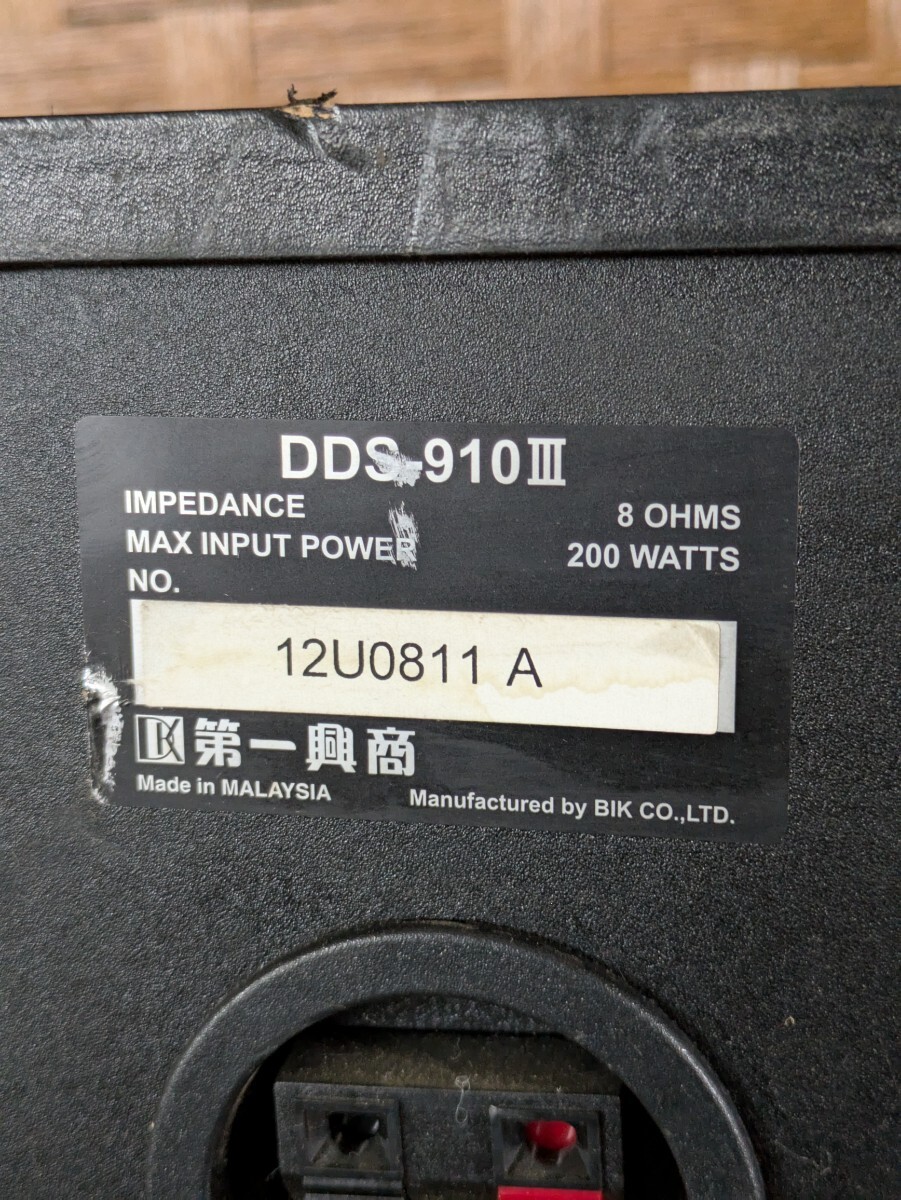 DDS-910Ⅲ
IMPEDANCE 8 OHMS
MAX INPUT POWER 200 WATTS
NO.
12U0811 A
DK 第一興商
Made in MALAYSIA Manufactured by BIK CO.,LTD.